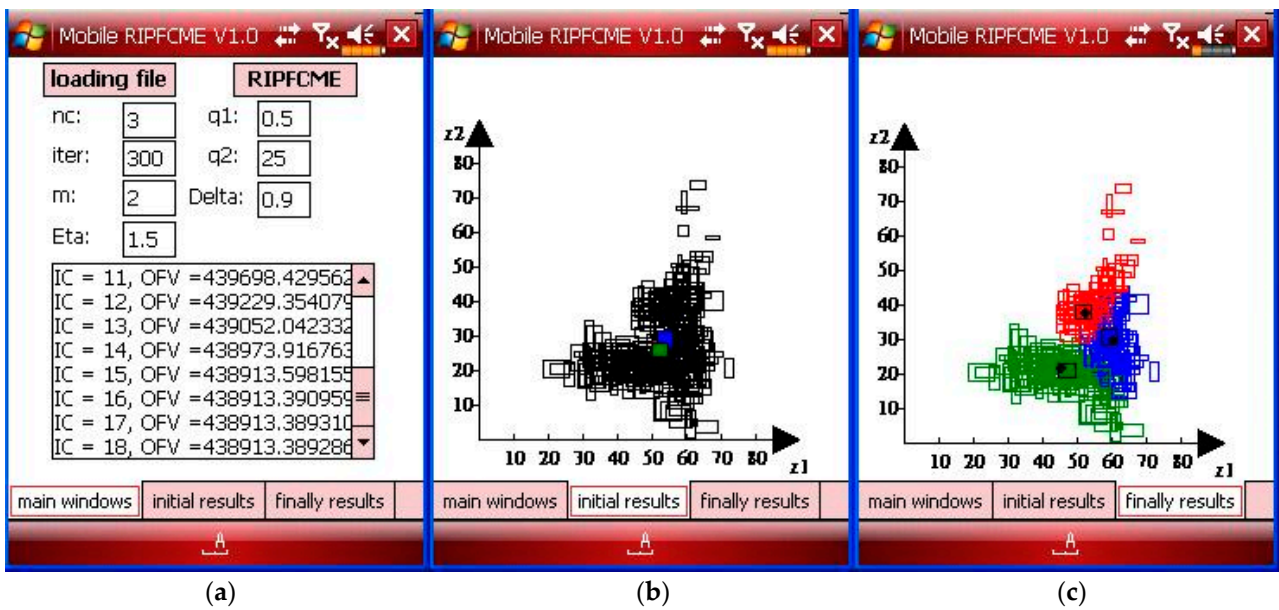 Mobile RIPFCME V1.0
loading file RIPFCME
nc: 3 q1: 0.5
iter: 300 q2: 25
m: 2 Delta: 0.9
Eta: 1.5
IC = 11, OFV =439698.429562
IC = 12, OFV =439229.354079
IC = 13, OFV =439052.042332
IC = 14, OFV =438973.916763
IC = 15, OFV =438913.598155
IC = 16, OFV =438913.390959
IC = 17, OFV =438913.389310
IC = 18, OFV =438913.389286
main windows initial results finally results
A
(a)
Mobile RIPFCME V1.0
z2
80
70
60
50
40
30
20
10
10 20 30 40 50 60 70 80
z1
main windows initial results finally results
A
(b)
Mobile RIPFCME V1.0
z2
80
70
60
50
40
30
20
10
10 20 30 40 50 60 70 80
z1
main windows initial results finally results
A
(c)